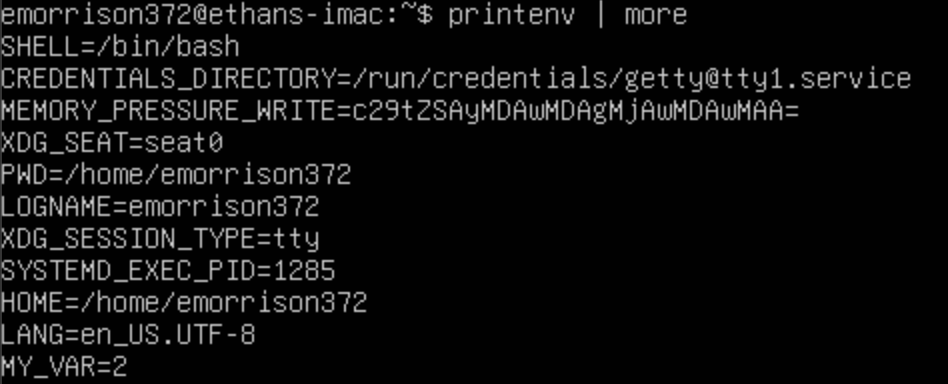 emorrison372@ethans-imac:~$ printenv | more
SHELL=/bin/bash
CREDENTIALS_DIRECTORY=/run/credentials/getty@tty1.service
MEMORY_PRESSURE_WRITE=c29tZSAyMDAwMDAgMjAwMDAwMAA=
XDG_SEAT=seat0
PWD=/home/emorrison372
LOGNAME=emorrison372
XDG_SESSION_TYPE=tty
SYSTEMD_EXEC_PID=1285
HOME=/home/emorrison372
LANG=en_US.UTF-8
MY_VAR=2